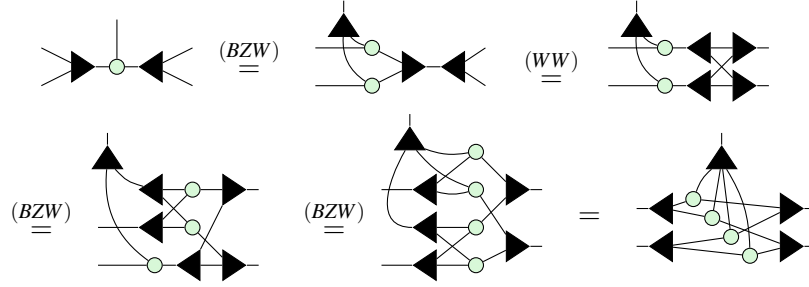 (BZW) = (WW) =
(BZW) = (BZW) = =